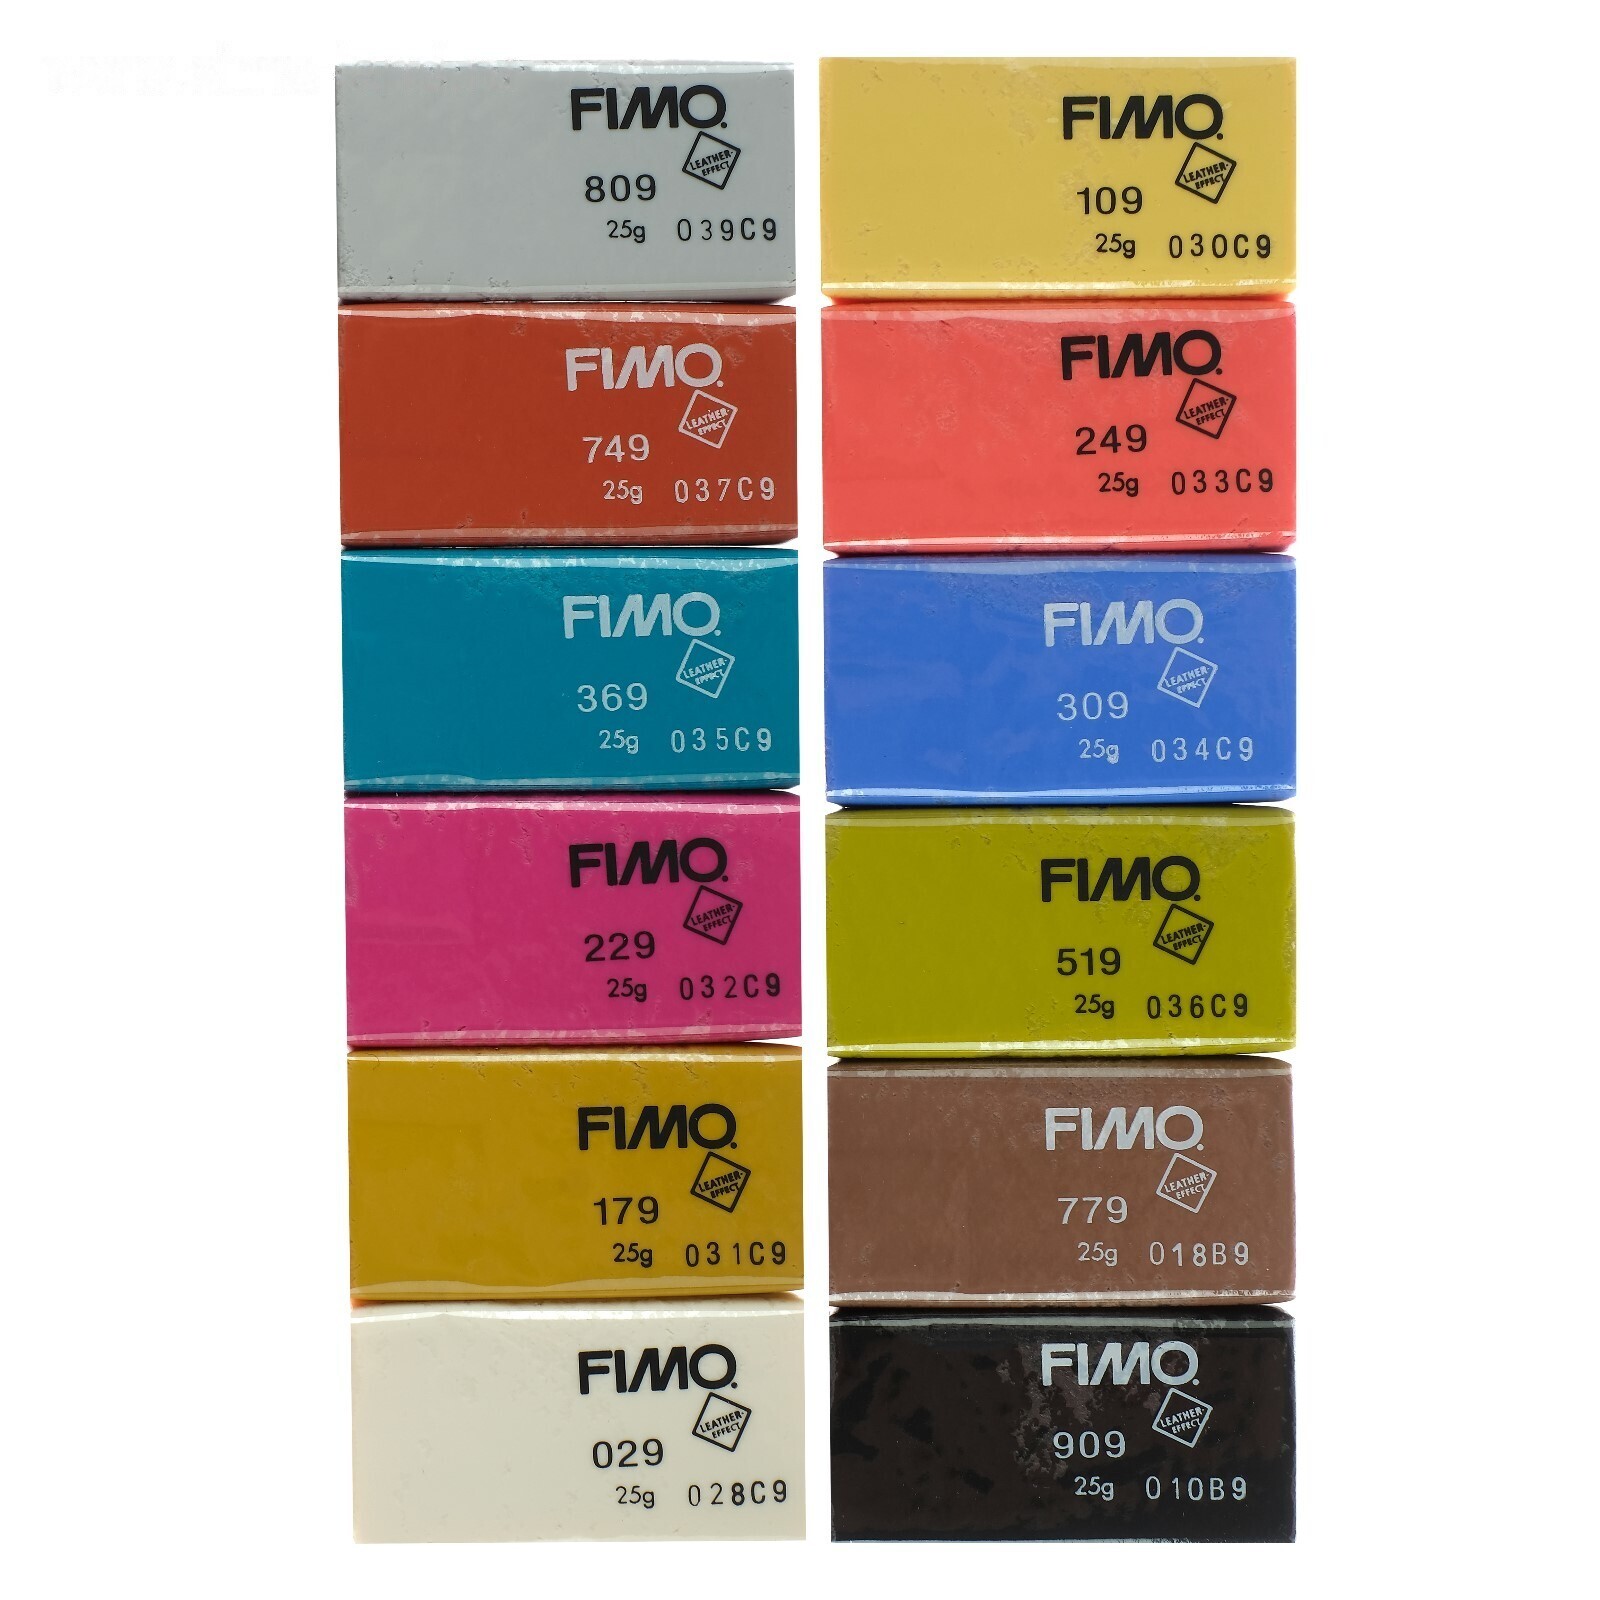 FIMO
LEATHER-
EFFECT
809
25g 039C9
FIMO
LEATHER-
EFFECT
749
25g 037C9
FIMO
LEATHER-
EFFECT
369
25g 035C9
FIMO
LEATHER-
EFFECT
229
25g 032C9
FIMO
LEATHER-
EFFECT
179
25g 031C9
FIMO
LEATHER-
EFFECT
029
25g 028C9
FIMO
LEATHER-
EFFECT
109
25g 030C9
FIMO
LEATHER-
EFFECT
249
25g 033C9
FIMO
LEATHER-
EFFECT
309
25g 034C9
FIMO
LEATHER-
EFFECT
519
25g 036C9
FIMO
LEATHER-
EFFECT
779
25g 018B9
FIMO
LEATHER-
EFFECT
909
25g 010B9